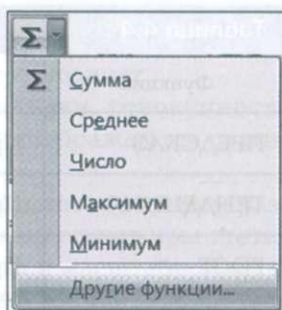 Σ
Σ Сумма
Среднее
Число
Максимум
Минимум
Другие функции...